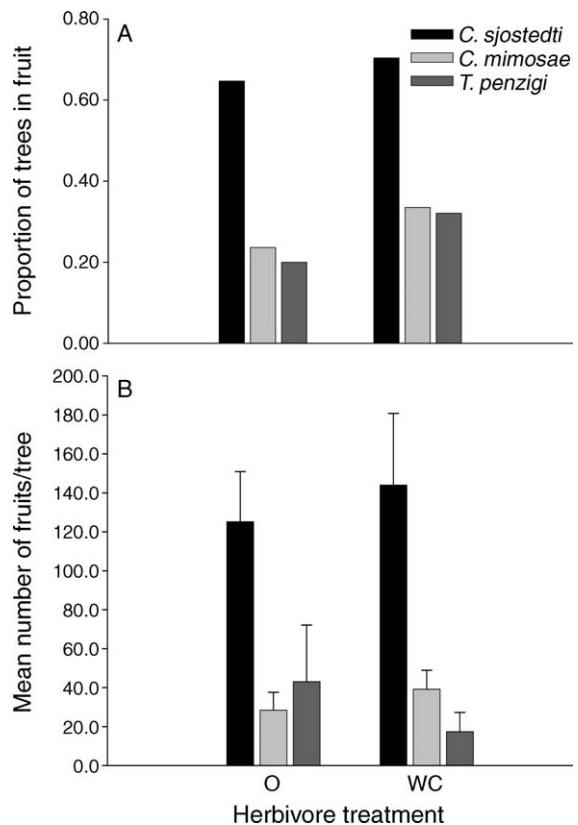 A
C. sjostedti
C. mimosae
T. penzigi
Proportion of trees in fruit
0.80
0.60
0.40
0.20
0.00
B
Mean number of fruits/tree
200.0
180.0
160.0
140.0
120.0
100.0
80.0
60.0
40.0
20.0
0.0
O WC
Herbivore treatment